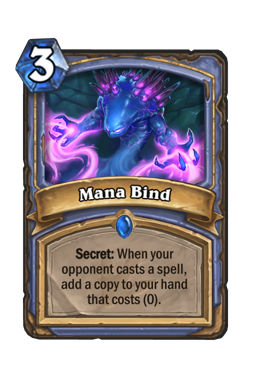 3
Mana Bind
Secret: When your
opponent casts a spell,
add a copy to your hand
that costs (0).